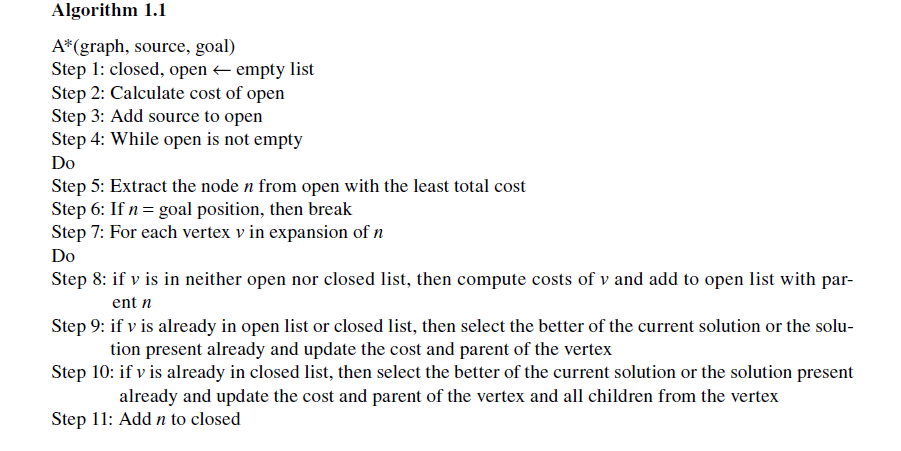 Algorithm 1.1
A*(graph, source, goal)
Step 1: closed, open ← empty list
Step 2: Calculate cost of open
Step 3: Add source to open
Step 4: While open is not empty
Do
Step 5: Extract the node n from open with the least total cost
Step 6: If n = goal position, then break
Step 7: For each vertex v in expansion of n
Do
Step 8: if v is in neither open nor closed list, then compute costs of v and add to open list with par-
ent n
Step 9: if v is already in open list or closed list, then select the better of the current solution or the solu-
tion present already and update the cost and parent of the vertex
Step 10: if v is already in closed list, then select the better of the current solution or the solution present
already and update the cost and parent of the vertex and all children from the vertex
Step 11: Add n to closed